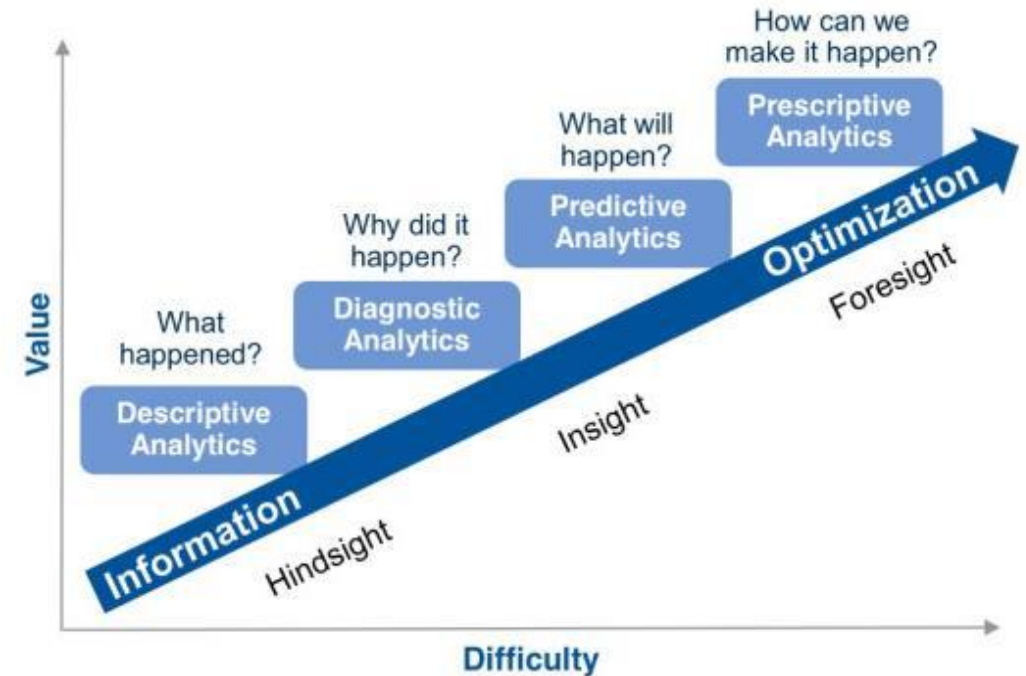 How can we
make it happen?
Prescriptive
Analytics
What will
happen?
Predictive
Analytics
Why did it
happen?
Diagnostic
Analytics
What
happened?
Descriptive
Analytics
Value
Information
Optimization
Hindsight
Insight
Foresight
Difficulty